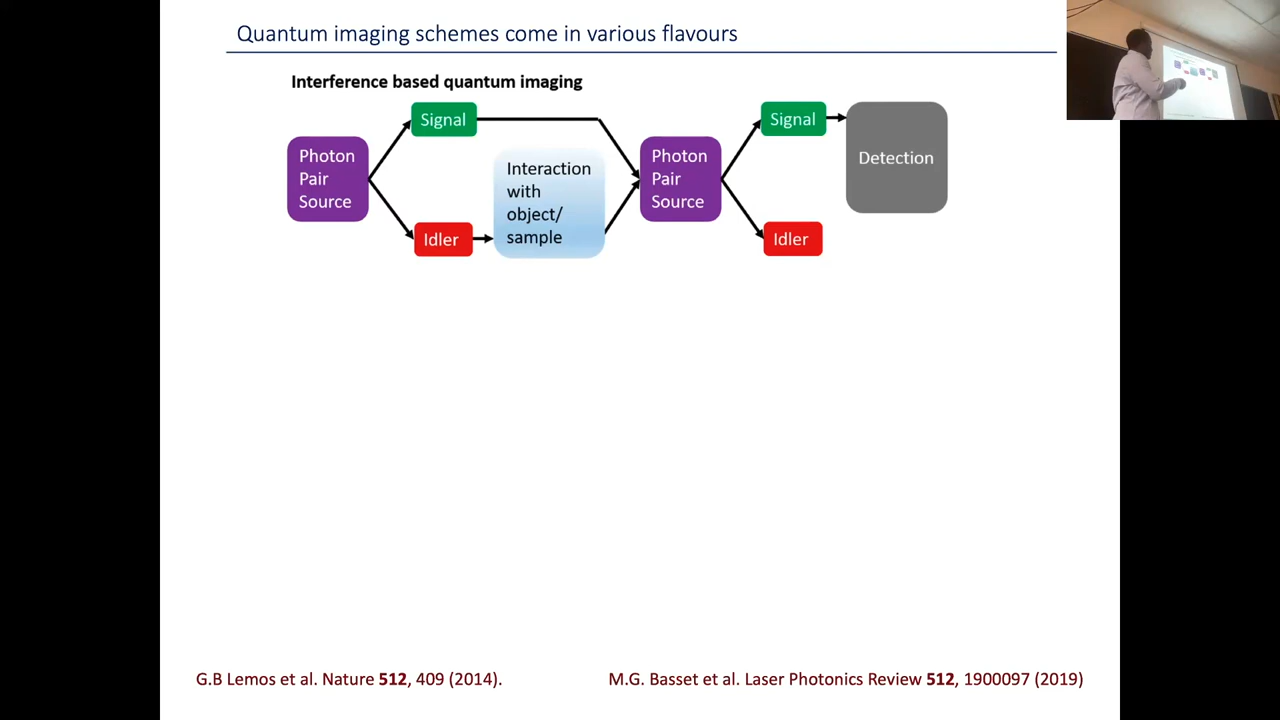 Quantum imaging schemes come in various flavours
Interference based quantum imaging
Signal
Signal
Photon
Pair
Source
Interaction
with
object/
sample
Photon
Pair
Source
Detection
Idler
Idler
G.B Lemos et al. Nature 512, 409 (2014).
M.G. Basset et al. Laser Photonics Review 512, 1900097 (2019)